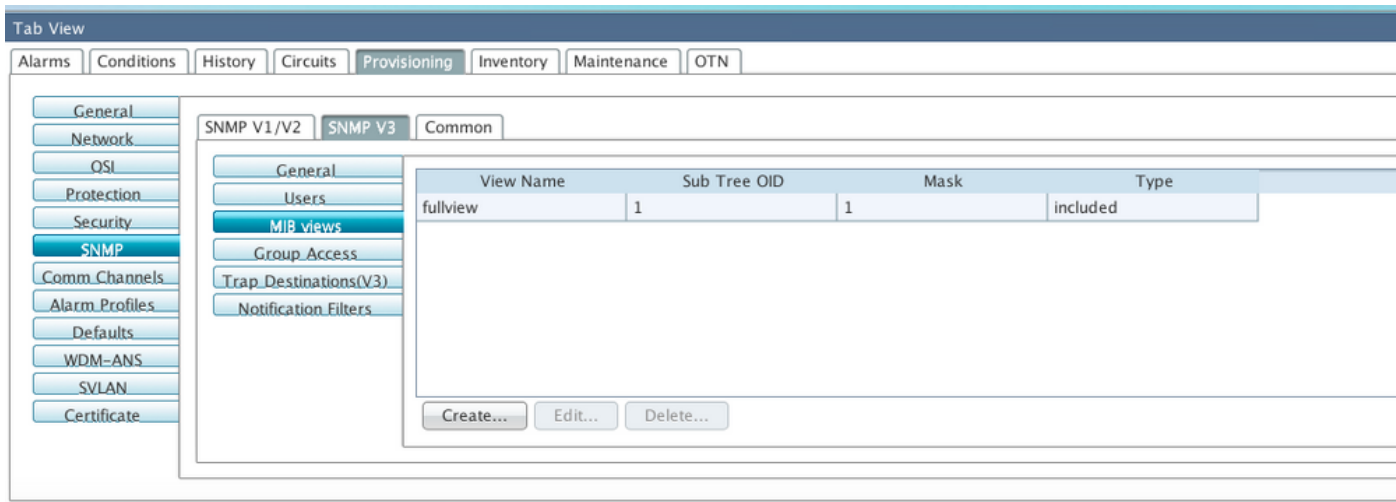 Tab View
Alarms Conditions History Circuits Provisioning Inventory Maintenance OTN
General
Network
OSI
Protection
Security
SNMP
Comm Channels
Alarm Profiles
Defaults
WDM-ANS
SVLAN
Certificate
SNMP V1/V2 SNMP V3 Common
General
Users
MIB views
Group Access
Trap Destinations(V3)
Notification Filters
View Name Sub Tree OID Mask Type
fullview 1 1 included
Create... Edit... Delete...